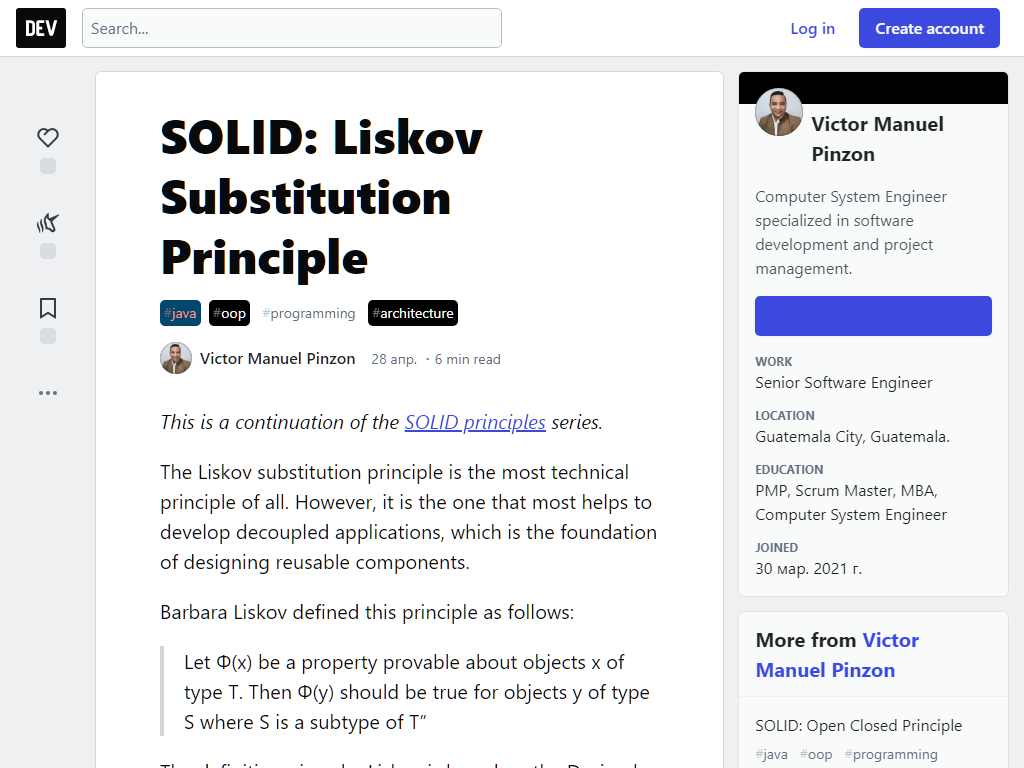 DEV
Search...
Log in
Create account
SOLID: Liskov
Substitution
Principle
#java #oop #programming #architecture
Victor Manuel Pinzon 28 апр. · 6 min read
This is a continuation of the SOLID principles series.
The Liskov substitution principle is the most technical
principle of all. However, it is the one that most helps to
develop decoupled applications, which is the foundation
of designing reusable components.
Barbara Liskov defined this principle as follows:
Let Φ(x) be a property provable about objects x of
type T. Then Φ(y) should be true for objects y of type
S where S is a subtype of T”
Victor Manuel
Pinzon
Computer System Engineer
specialized in software
development and project
management.
WORK
Senior Software Engineer
LOCATION
Guatemala City, Guatemala.
EDUCATION
PMP, Scrum Master, MBA,
Computer System Engineer
JOINED
30 мар. 2021 г.
More from Victor
Manuel Pinzon
SOLID: Open Closed Principle
#java #oop #programming